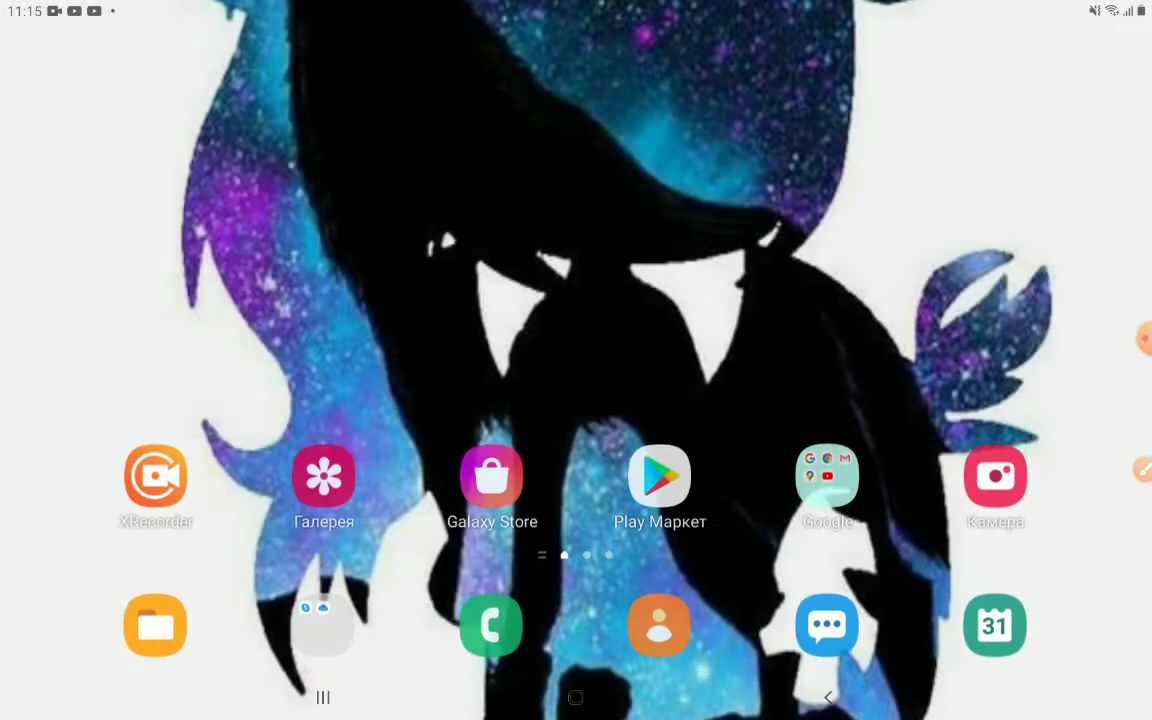 11:15
XRecorder
Галерея
Galaxy Store
Play Маркет
Google
Камера
31